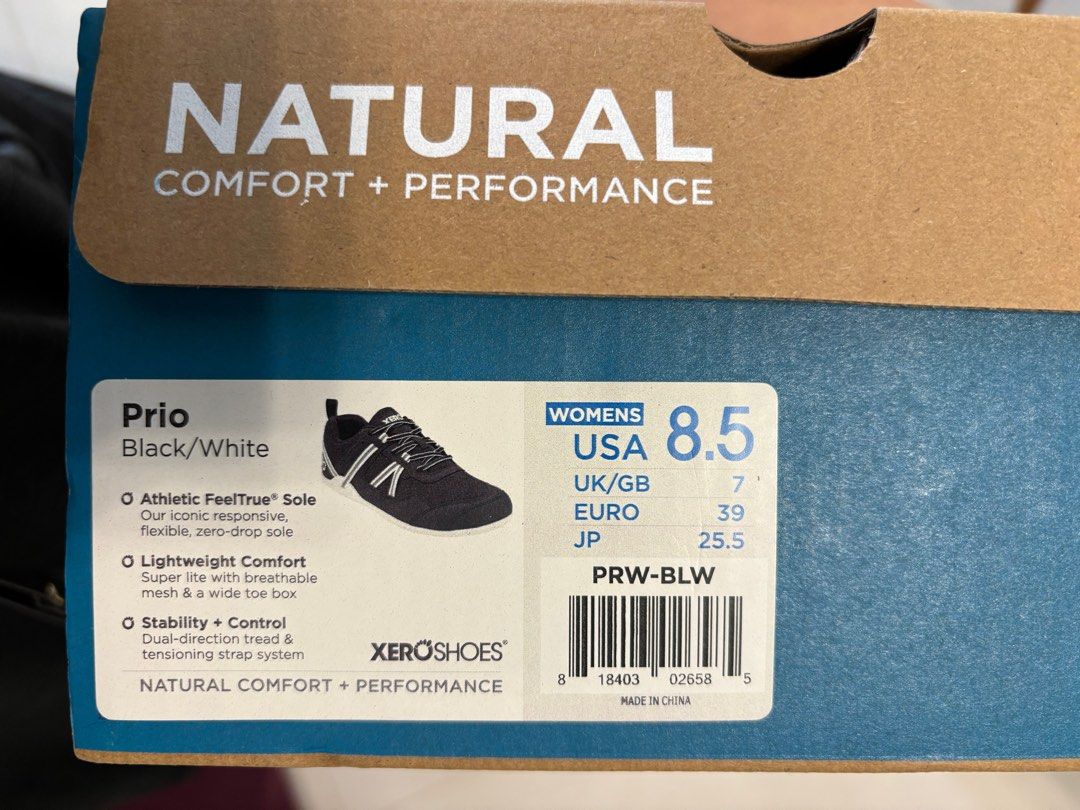 NATURAL
COMFORT + PERFORMANCE
Prio
Black/White
Athletic FeelTrue® Sole
Our iconic responsive,
flexible, zero-drop sole
Lightweight Comfort
Super lite with breathable
mesh & a wide toe box
Stability + Control
Dual-direction tread &
tensioning strap system
XEROSHOES®
NATURAL COMFORT + PERFORMANCE
XERO
WOMENS
USA 8.5
UK/GB 7
EURO 39
JP 25.5
PRW-BLW
8 18403 02658 5
MADE IN CHINA